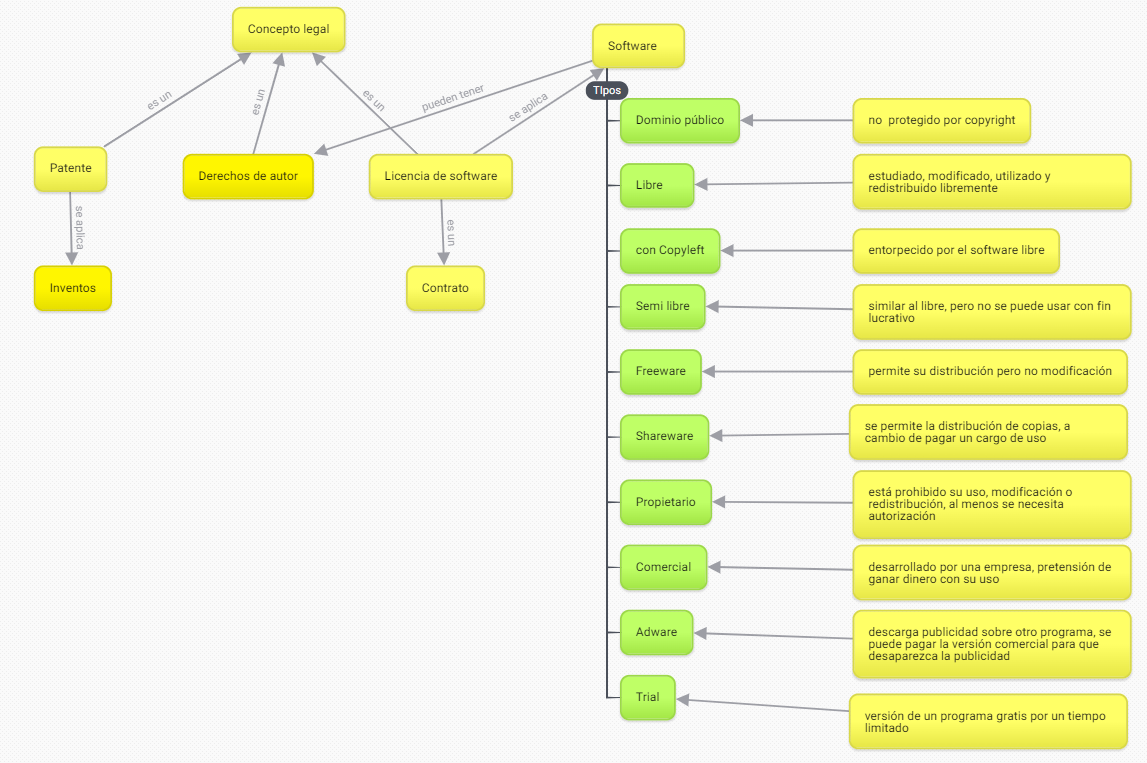 Concepto legal
Software
es un
es un
es un
pueden tener
se aplica
TIpos
Patente
Derechos de autor
Licencia de software
se aplica
es un
Inventos
Contrato
Dominio público
no protegido por copyright
Libre
estudiado, modificado, utilizado y
redistribuido libremente
con Copyleft
entorpecido por el software libre
Semi libre
similar al libre, pero no se puede usar con fin
lucrativo
Freeware
permite su distribución pero no modificación
Shareware
se permite la distribución de copias, a
cambio de pagar un cargo de uso
Propietario
está prohibido su uso, modificación o
redistribución, al menos se necesita
autorización
Comercial
desarrollado por una empresa, pretensión de
ganar dinero con su uso
Adware
descarga publicidad sobre otro programa, se
puede pagar la versión comercial para que
desaparezca la publicidad
Trial
versión de un programa gratis por un tiempo
limitado